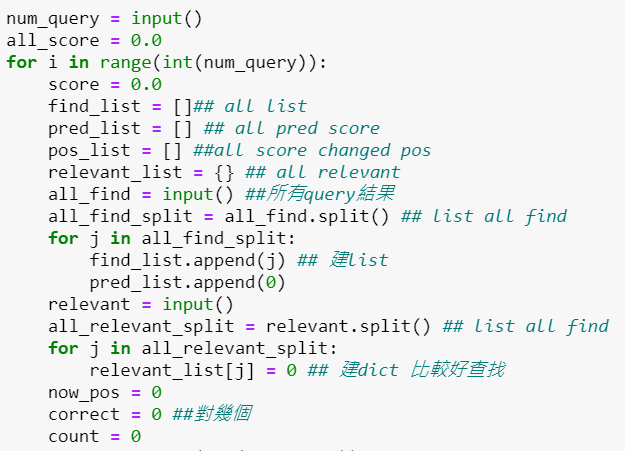 num_query = input()
all_score = 0.0
for i in range(int(num_query)):
    score = 0.0
    find_list = []## all list
    pred_list = [] ## all pred score
    pos_list = [] ##all score changed pos
    relevant_list = {} ## all relevant
    all_find = input() ##所有query結果
    all_find_split = all_find.split() ## list all find
    for j in all_find_split:
        find_list.append(j) ## 建list
        pred_list.append(0)
    relevant = input()
    all_relevant_split = relevant.split() ## list all find
    for j in all_relevant_split:
        relevant_list[j] = 0 ## 建dict 比較好查找
    now_pos = 0
    correct = 0 ##對幾個
    count = 0